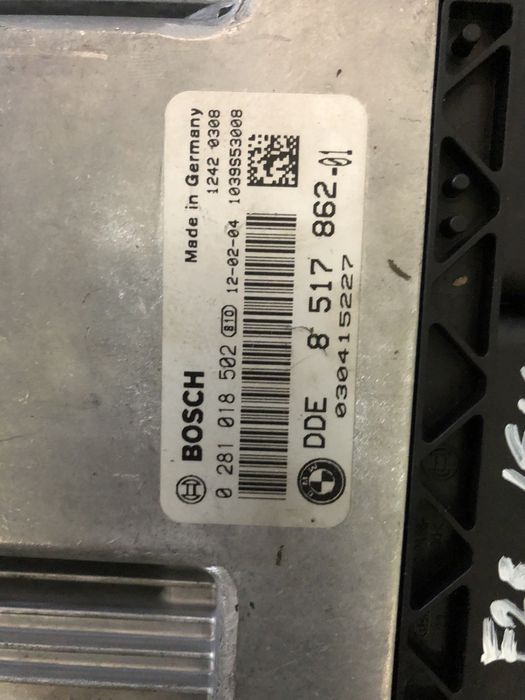 BOSCH
Made in Germany
0 281 018 502 810 12-02-04
1242 0308
1039S53008
DDE 8 517 862-01
030415227
BMW